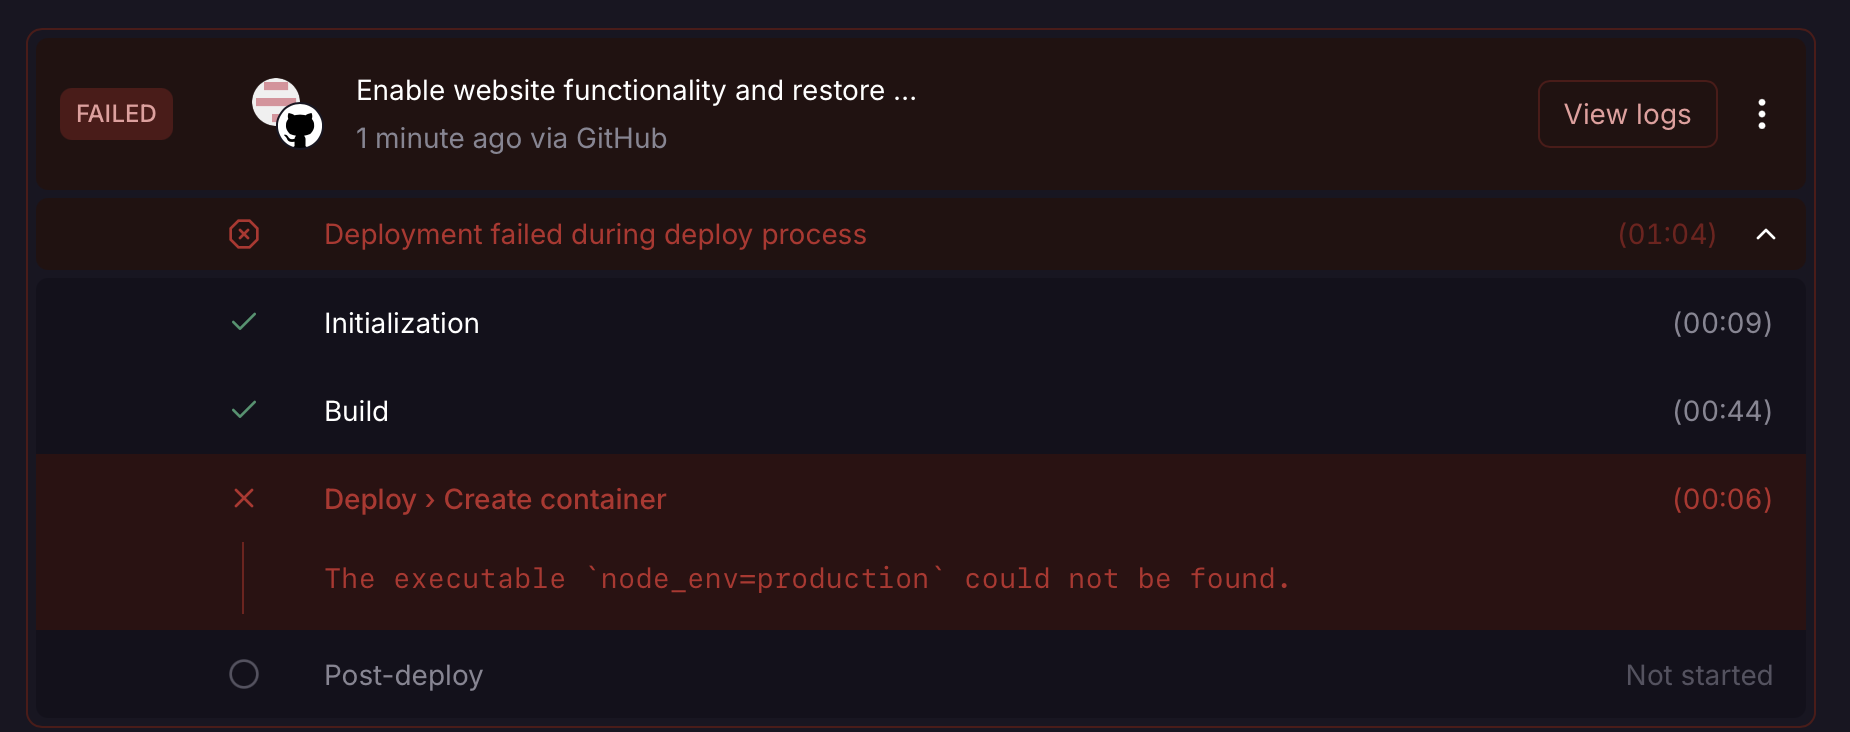 FAILED
Enable website functionality and restore ...
1 minute ago via GitHub
View logs
Deployment failed during deploy process
(01:04)
Initialization
(00:09)
Build
(00:44)
Deploy › Create container
(00:06)
The executable `node_env=production` could not be found.
Post-deploy
Not started